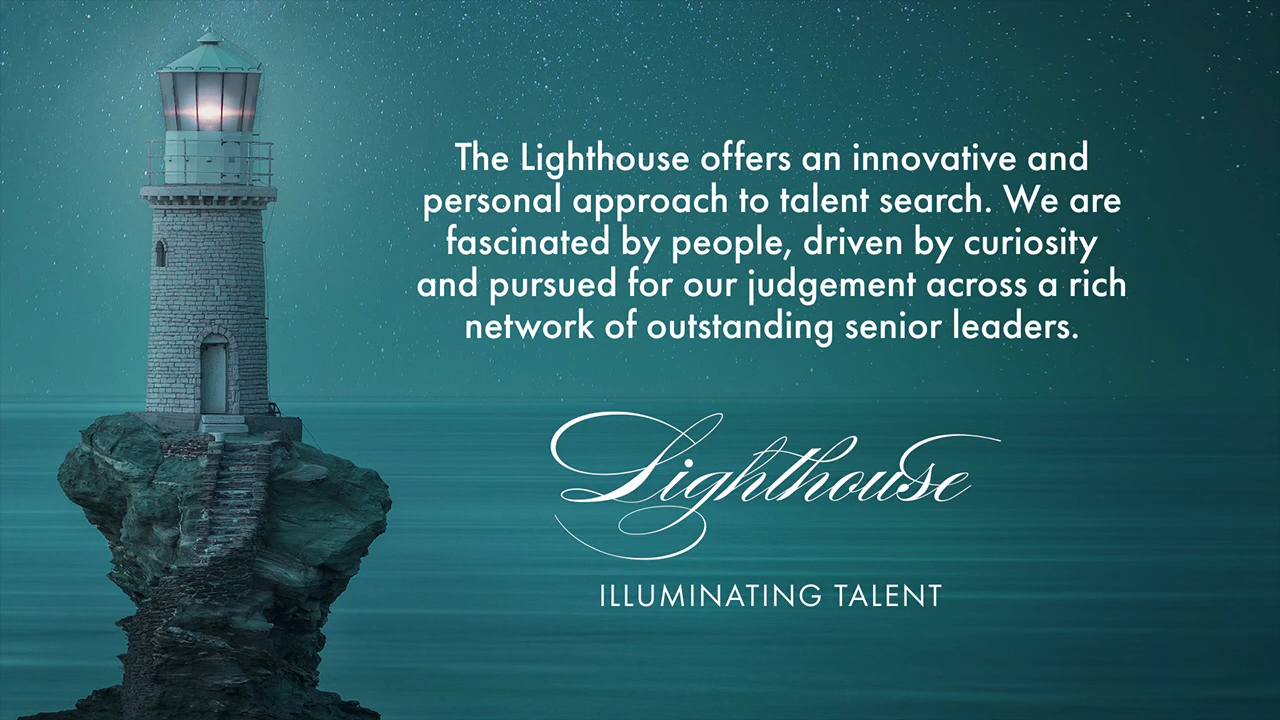 The Lighthouse offers an innovative and
personal approach to talent search. We are
fascinated by people, driven by curiosity
and pursued for our judgement across a rich
network of outstanding senior leaders.
Lighthouse
ILLUMINATING TALENT